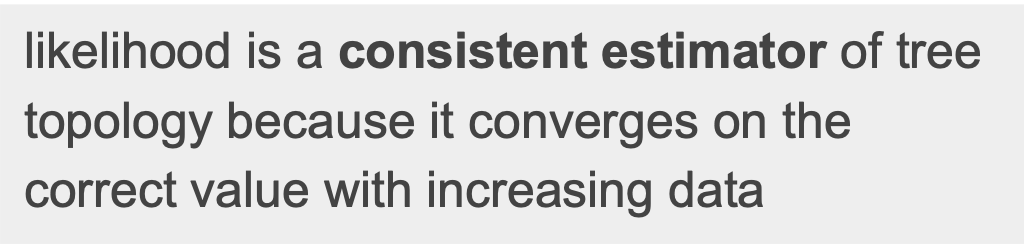 likelihood is a consistent estimator of tree
topology because it converges on the
correct value with increasing data